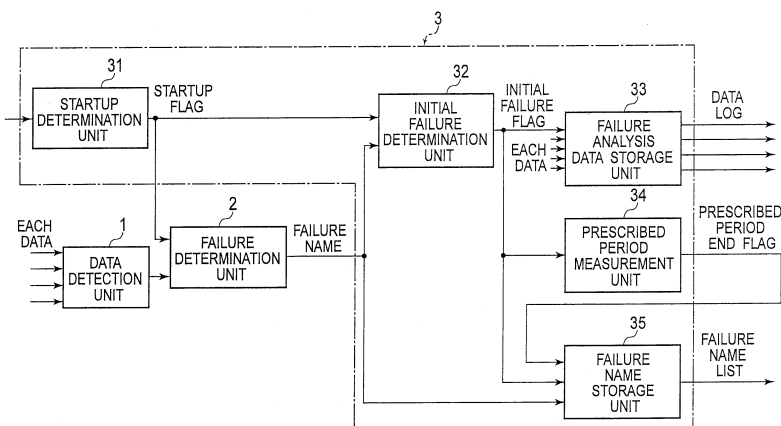 3
31
STARTUP
DETERMINATION
UNIT
STARTUP
FLAG
32
INITIAL
FAILURE
DETERMINATION
UNIT
INITIAL
FAILURE
FLAG
EACH
DATA
33
FAILURE
ANALYSIS
DATA STORAGE
UNIT
DATA
LOG
EACH
DATA
1
DATA
DETECTION
UNIT
2
FAILURE
DETERMINATION
UNIT
FAILURE
NAME
34
PRESCRIBED
PERIOD
MEASUREMENT
UNIT
PRESCRIBED
PERIOD
END FLAG
35
FAILURE
NAME
STORAGE
UNIT
FAILURE
NAME
LIST